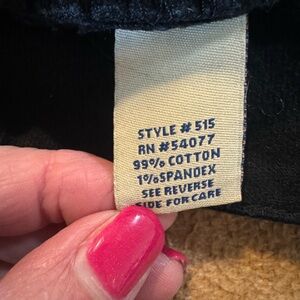 STYLE # 515
RN #54077
99% COTTON
1% SPANDEX
SEE REVERSE
SIDE FOR CARE